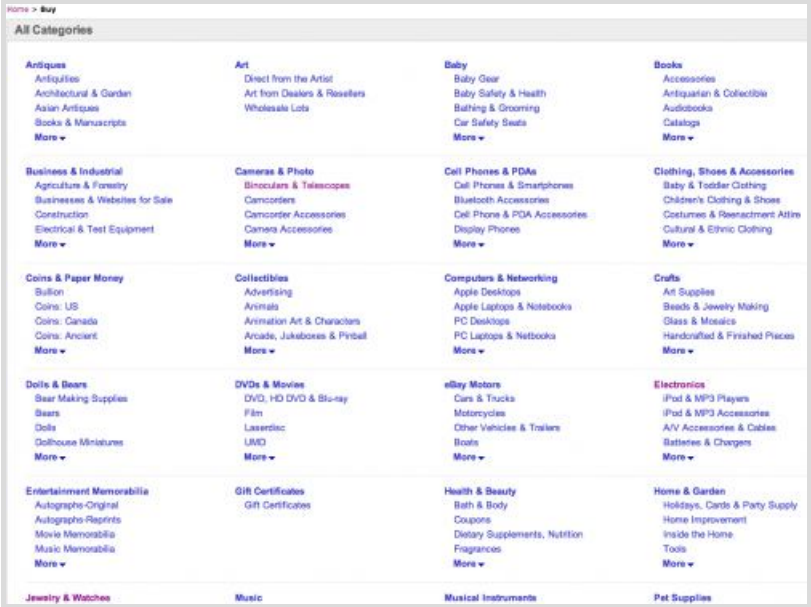 Home > Buy
All Categories
Antiques
Antiquities
Architectural & Garden
Asian Antiques
Books & Manuscripts
More
Art
Direct from the Artist
Art from Dealers & Resellers
Wholesale Lots
Baby
Baby Gear
Baby Safety & Health
Bathing & Grooming
Car Safety Seats
More
Books
Accessories
Antiquarian & Collectible
Audiobooks
Catalogs
More
Business & Industrial
Agriculture & Forestry
Businesses & Websites for Sale
Construction
Electrical & Test Equipment
More
Cameras & Photo
Binoculars & Telescopes
Camcorders
Camcorder Accessories
Camera Accessories
More
Cell Phones & PDAs
Cell Phones & Smartphones
Bluetooth Accessories
Cell Phone & PDA Accessories
Display Phones
More
Clothing, Shoes & Accessories
Baby & Toddler Clothing
Children's Clothing & Shoes
Costumes & Reenactment Attire
Cultural & Ethnic Clothing
More
Coins & Paper Money
Bullion
Coins: US
Coins: Canada
Coins: Ancient
More
Collectibles
Advertising
Animals
Animation Art & Characters
Arcade, Jukeboxes & Pinball
More
Computers & Networking
Apple Desktops
Apple Laptops & Notebooks
PC Desktops
PC Laptops & Netbooks
More
Crafts
Art Supplies
Beads & Jewelry Making
Glass & Mosaics
Handcrafted & Finished Pieces
More
Dolls & Bears
Bear Making Supplies
Bears
Dolls
Dollhouse Miniatures
More
DVDs & Movies
DVD, HD DVD & Blu-ray
Film
Laserdisc
UMD
More
eBay Motors
Cars & Trucks
Motorcycles
Other Vehicles & Trailers
Boats
More
Electronics
iPod & MP3 Players
iPod & MP3 Accessories
A/V Accessories & Cables
Batteries & Chargers
More
Entertainment Memorabilia
Autographs-Original
Autographs-Reprints
Movie Memorabilia
Music Memorabilia
More
Gift Certificates
Gift Certificates
Health & Beauty
Bath & Body
Coupons
Dietary Supplements, Nutrition
Fragrances
More
Home & Garden
Holidays, Cards & Party Supply
Home Improvement
Inside the Home
Tools
More
Jewelry & Watches
Music
Musical Instruments
Pet Supplies